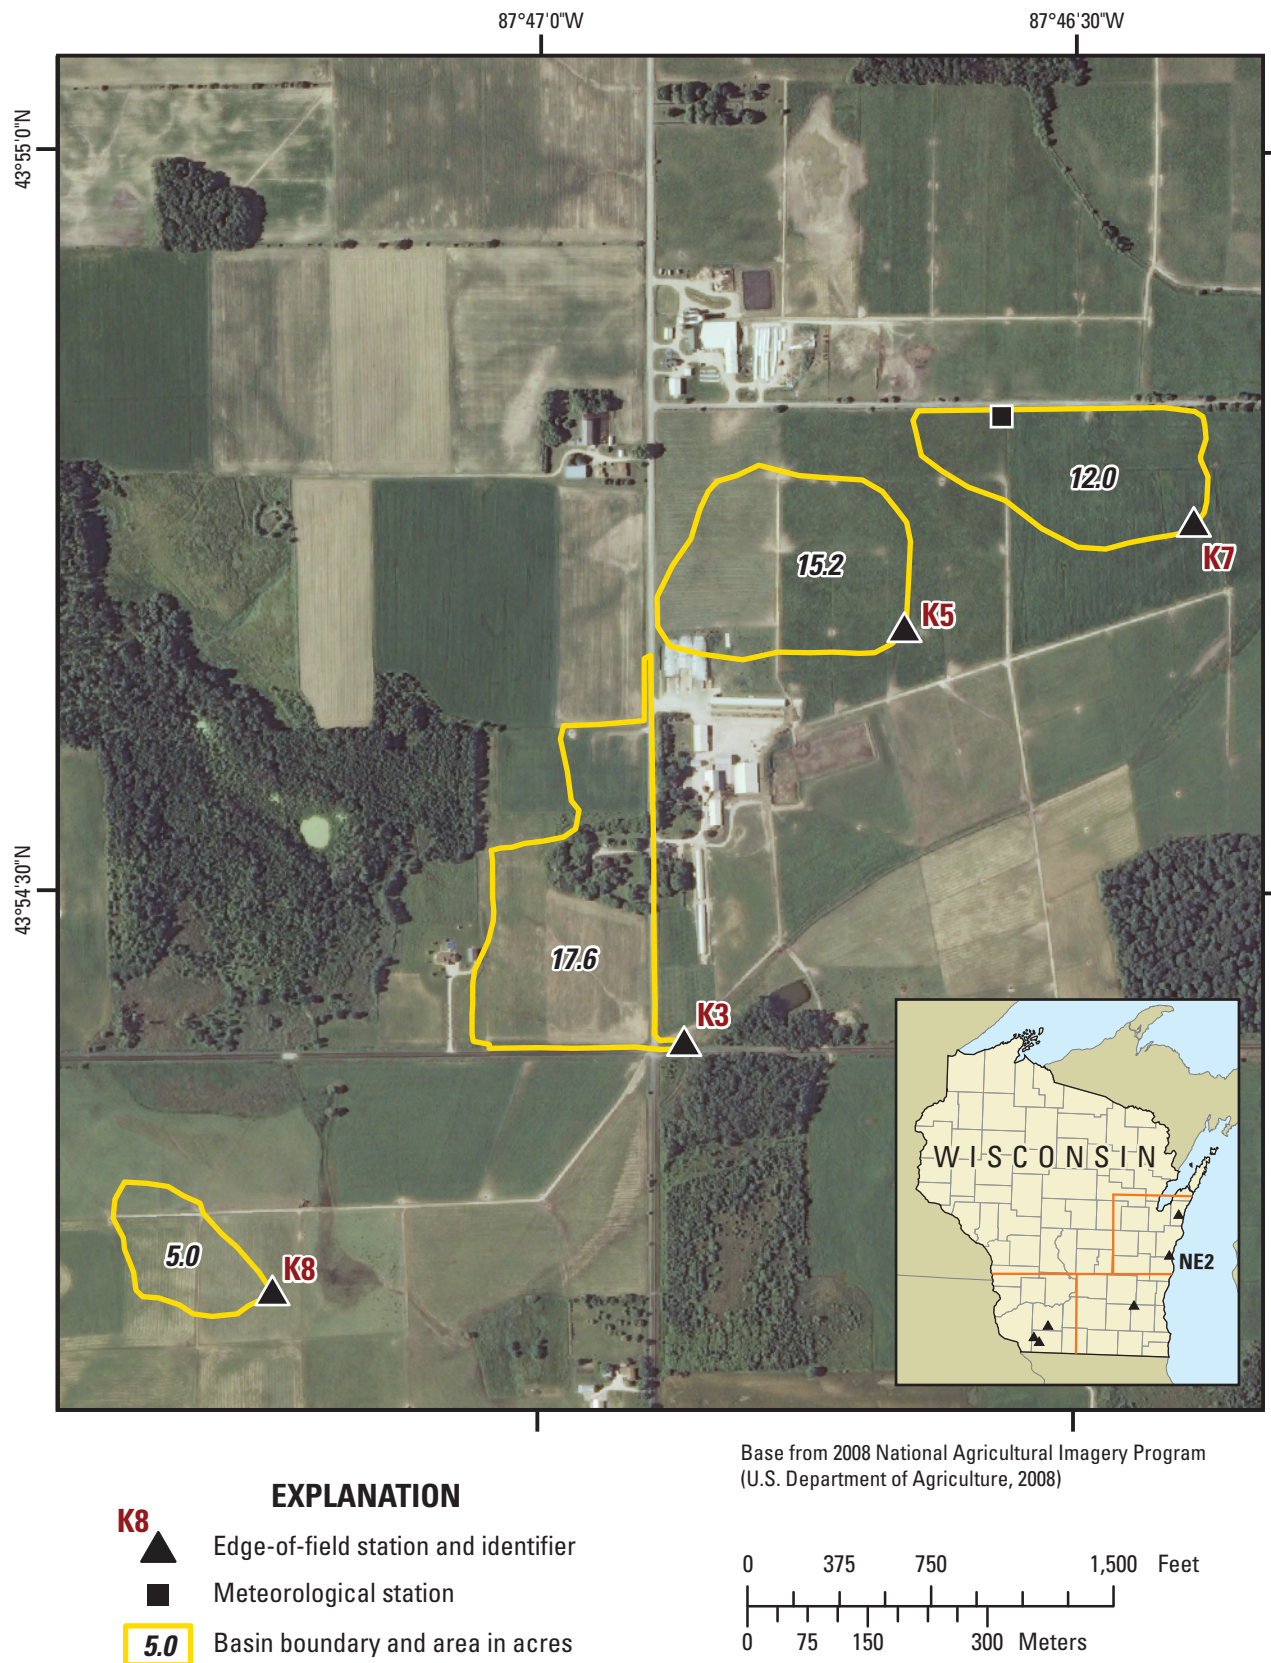 87°47'0"W
87°46'30"W
43°55'0"N
12.0
K7
15.2
K5
43°54'30"N
17.6
K3
WISCONSIN
NE2
5.0
K8
Base from 2008 National Agricultural Imagery Program
(U.S. Department of Agriculture, 2008)
EXPLANATION
K8
Edge-of-field station and identifier
Meteorological station
5.0 Basin boundary and area in acres
0 375 750 1,500 Feet
0 75 150 300 Meters